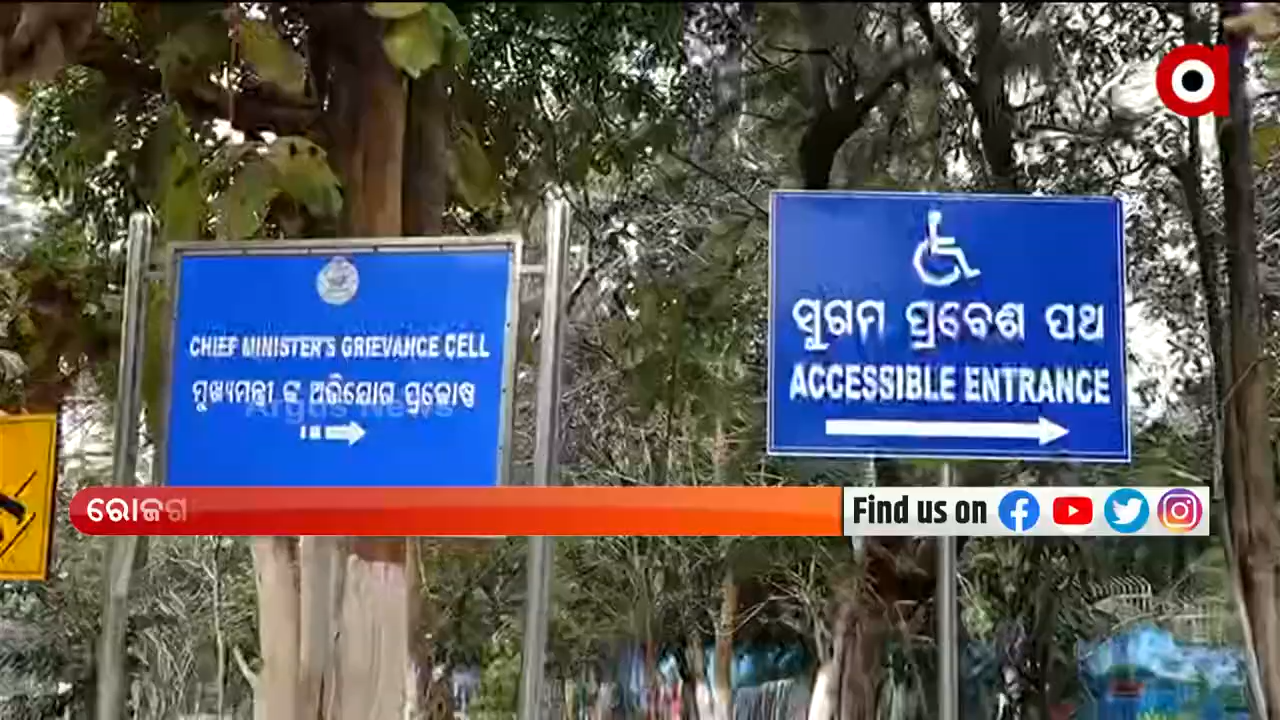 CHIEF MINISTER'S GRIEVANCE CELL
ମୁଖ୍ୟମନ୍ତ୍ରୀ ଙ୍କ ଅଭିଯୋଗ ପ୍ରକୋଷ୍ଠ
Argus News
ସୁଗମ ପ୍ରବେଶ ପଥ
ACCESSIBLE ENTRANCE
ରୋଜଗ
Find us on